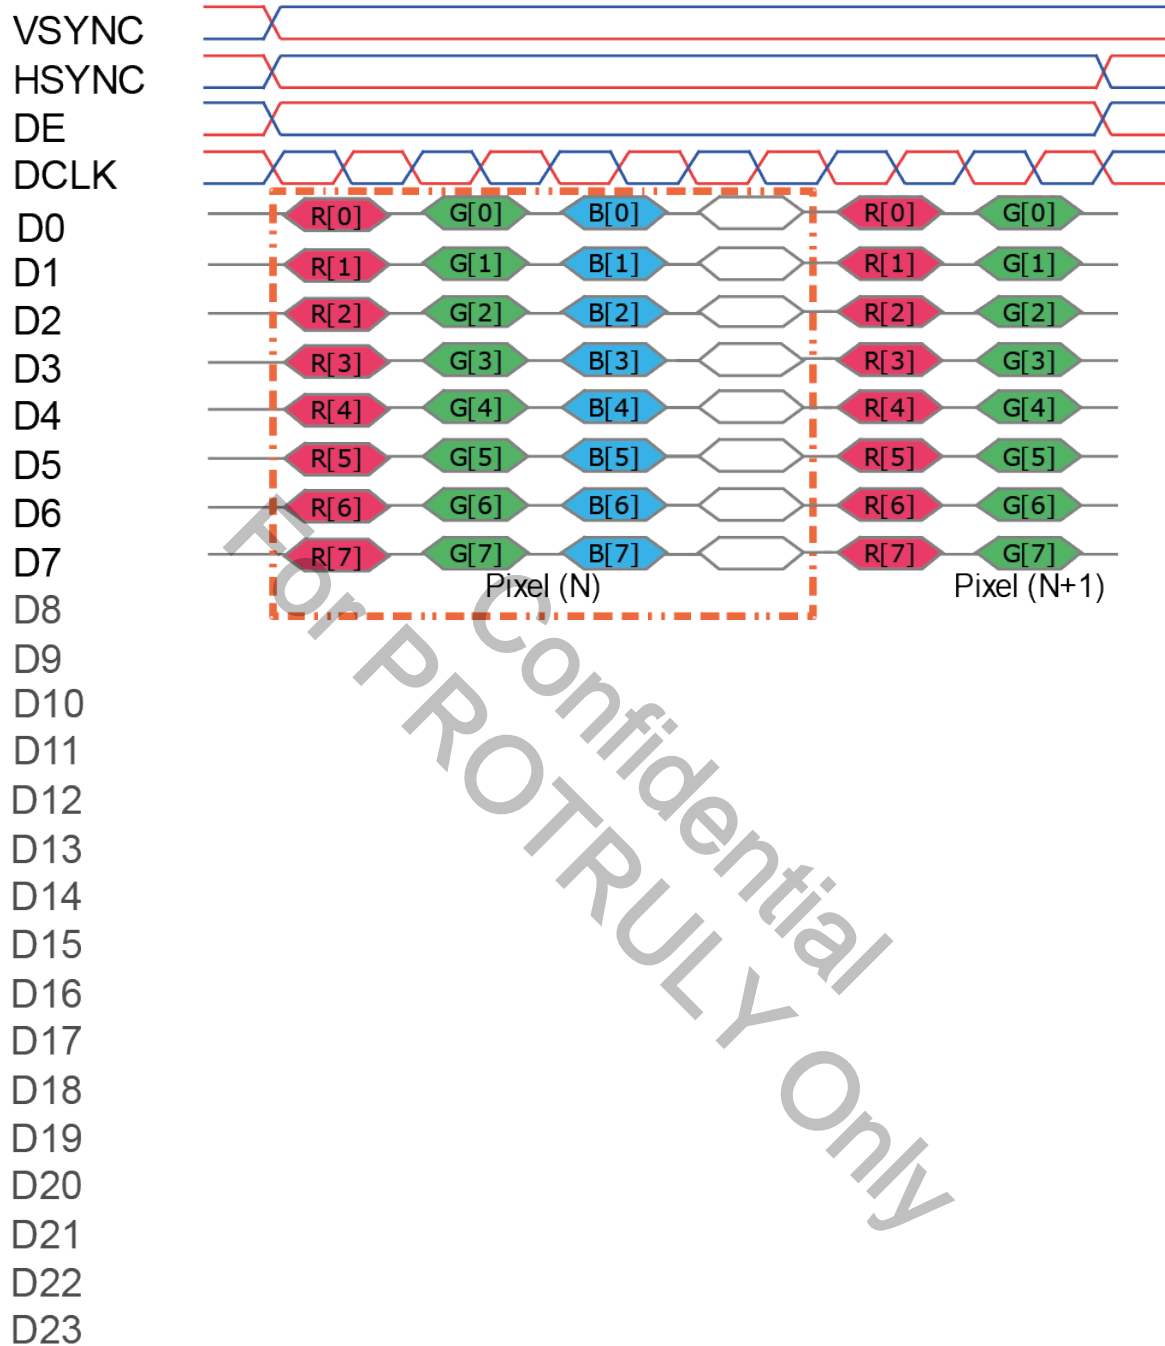 VSYNC
HSYNC
DE
DCLK
D0 R[0] G[0] B[0] R[0] G[0]
D1 R[1] G[1] B[1] R[1] G[1]
D2 R[2] G[2] B[2] R[2] G[2]
D3 R[3] G[3] B[3] R[3] G[3]
D4 R[4] G[4] B[4] R[4] G[4]
D5 R[5] G[5] B[5] R[5] G[5]
D6 R[6] G[6] B[6] R[6] G[6]
D7 R[7] G[7] B[7] R[7] G[7]
Pixel (N) Pixel (N+1)
D8
D9
D10
D11
D12
D13
D14
D15
D16
D17
D18
D19
D20
D21
D22
D23
Confidential
For PROTRULY Only